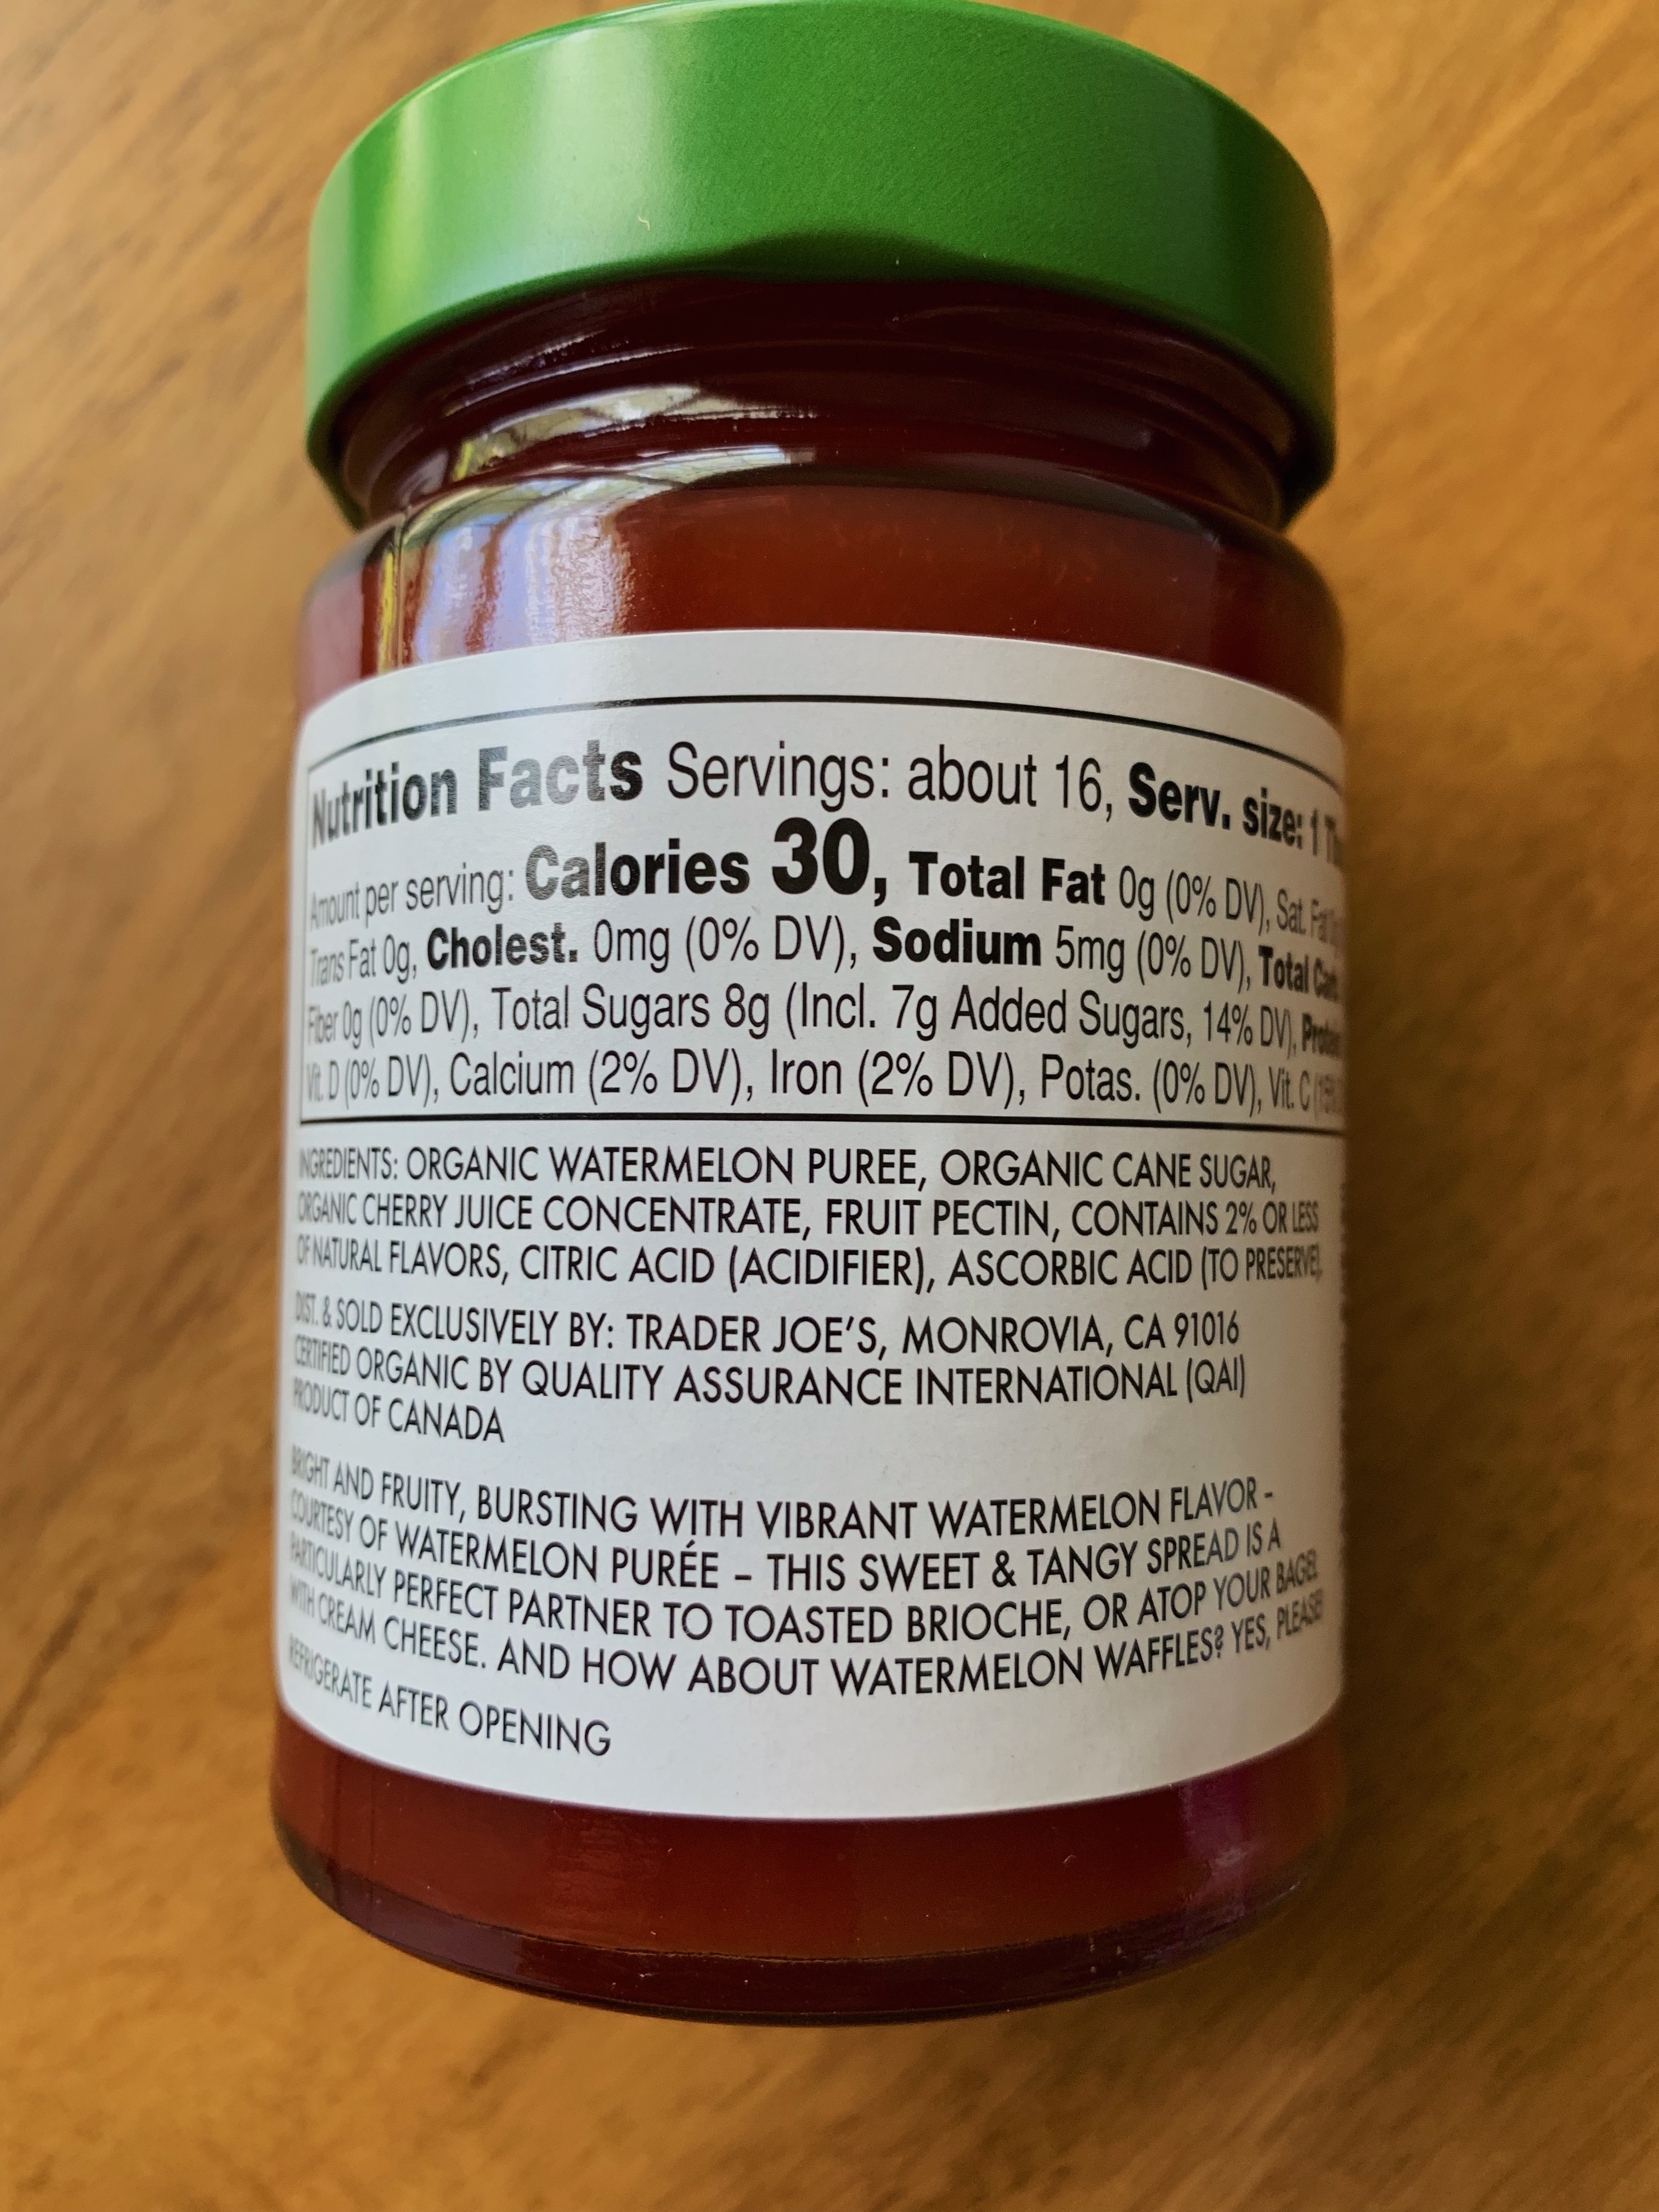 Nutrition Facts Servings: about 16, Serv. size: 1
Amount per serving: Calories 30, Total Fat 0g (0% DV), Sat. Fat
Trans Fat 0g, Cholest. 0mg (0% DV), Sodium 5mg (0% DV), Total
Fiber 0g (0% DV), Total Sugars 8g (Incl. 7g Added Sugars, 14% DV),
Vit. D (0% DV), Calcium (2% DV), Iron (2% DV), Potas. (0% DV), Vit. C
INGREDIENTS: ORGANIC WATERMELON PUREE, ORGANIC CANE SUGAR,
ORGANIC CHERRY JUICE CONCENTRATE, FRUIT PECTIN, CONTAINS 2% OR LESS
OF NATURAL FLAVORS, CITRIC ACID (ACIDIFIER), ASCORBIC ACID (TO PRESERVE).
DIST. & SOLD EXCLUSIVELY BY: TRADER JOE'S, MONROVIA, CA 91016
CERTIFIED ORGANIC BY QUALITY ASSURANCE INTERNATIONAL (QAI)
PRODUCT OF CANADA
BRIGHT AND FRUITY, BURSTING WITH VIBRANT WATERMELON FLAVOR -
COURTESY OF WATERMELON PURÉE – THIS SWEET & TANGY SPREAD IS A
PARTICULARLY PERFECT PARTNER TO TOASTED BRIOCHE, OR ATOP YOUR BAGEL
WITH CREAM CHEESE. AND HOW ABOUT WATERMELON WAFFLES? YES, PLEASE!
REFRIGERATE AFTER OPENING